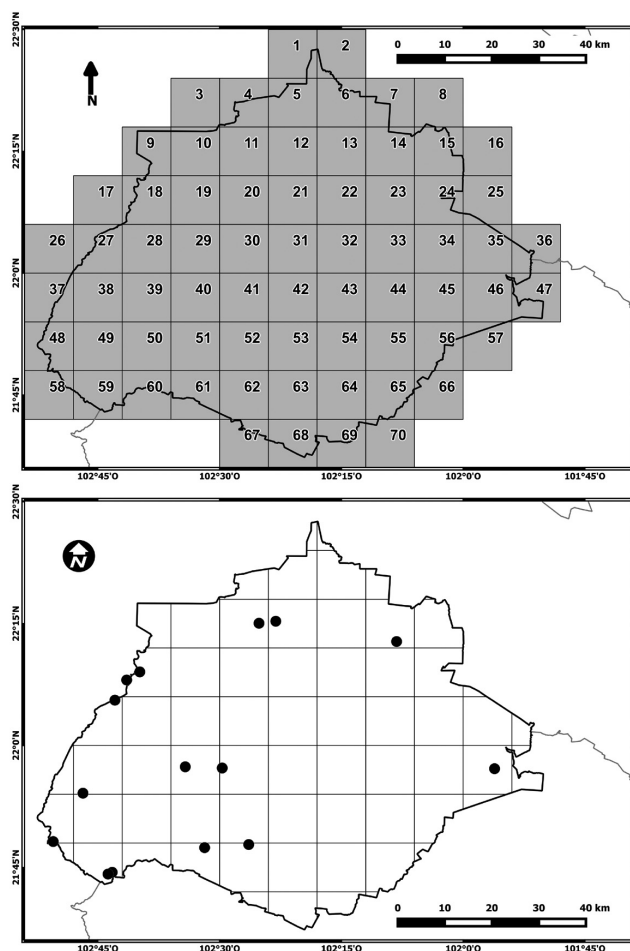 22°30'N
1 2
0 10 20 30 40 km
3 4 5 6 7 8
N
22°15'N
9 10 11 12 13 14 15 16
17 18 19 20 21 22 23 24 25
26 27 28 29 30 31 32 33 34 35 36
22°0'N
37 38 39 40 41 42 43 44 45 46 47
48 49 50 51 52 53 54 55 56 57
21°45'N
58 59 60 61 62 63 64 65 66
67 68 69 70
102°45'O 102°30'O 102°15'O 102°0'O 101°45'O
22°30'N
N
22°15'N
22°0'N
21°45'N
0 10 20 30 40 km
102°45'O 102°30'O 102°15'O 102°0'O 101°45'O